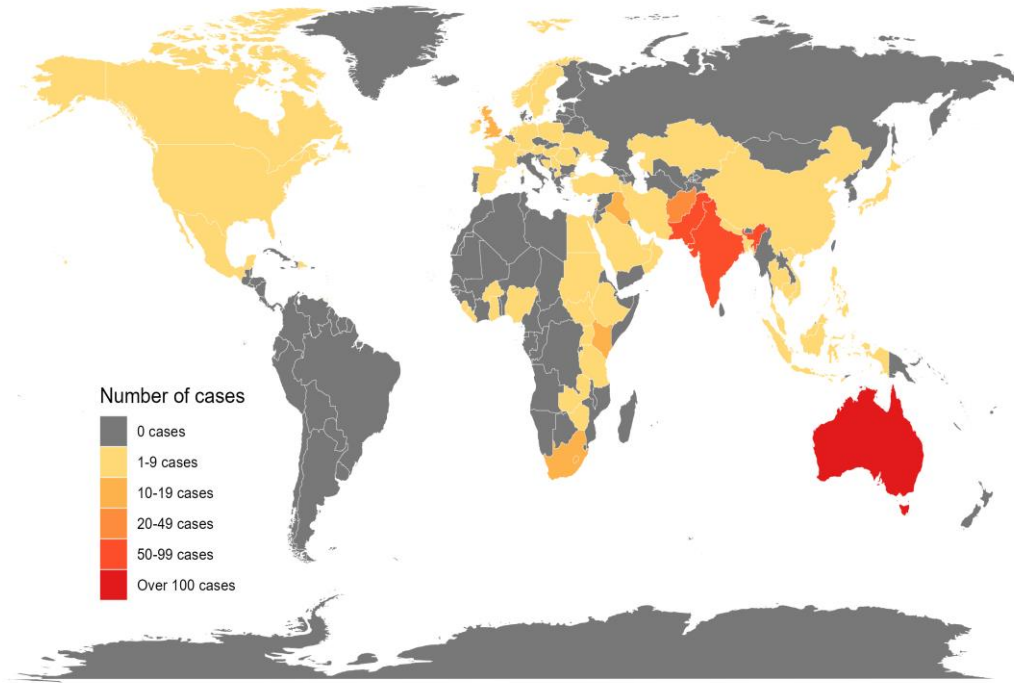 Number of cases
0 cases
1-9 cases
10-19 cases
20-49 cases
50-99 cases
Over 100 cases